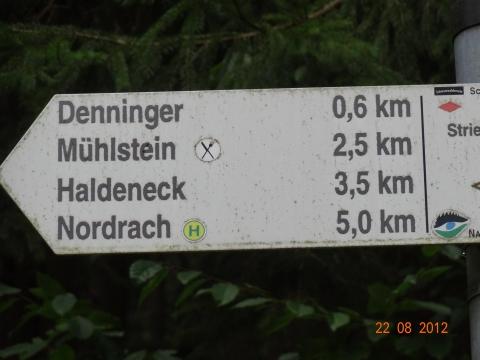 Denninger 0,6 km
Mühlstein 2,5 km
Haldeneck 3,5 km
Nordrach H 5,0 km
22 08 2012